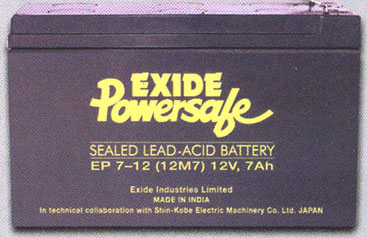 EXIDE
Powersafe
SEALED LEAD-ACID BATTERY
EP 7-12 (12M7) 12V, 7Ah
Exide Industries Limited
MADE IN INDIA
In technical collaboration with Shin-Kobe Electric Machinery Co. Ltd. JAPAN